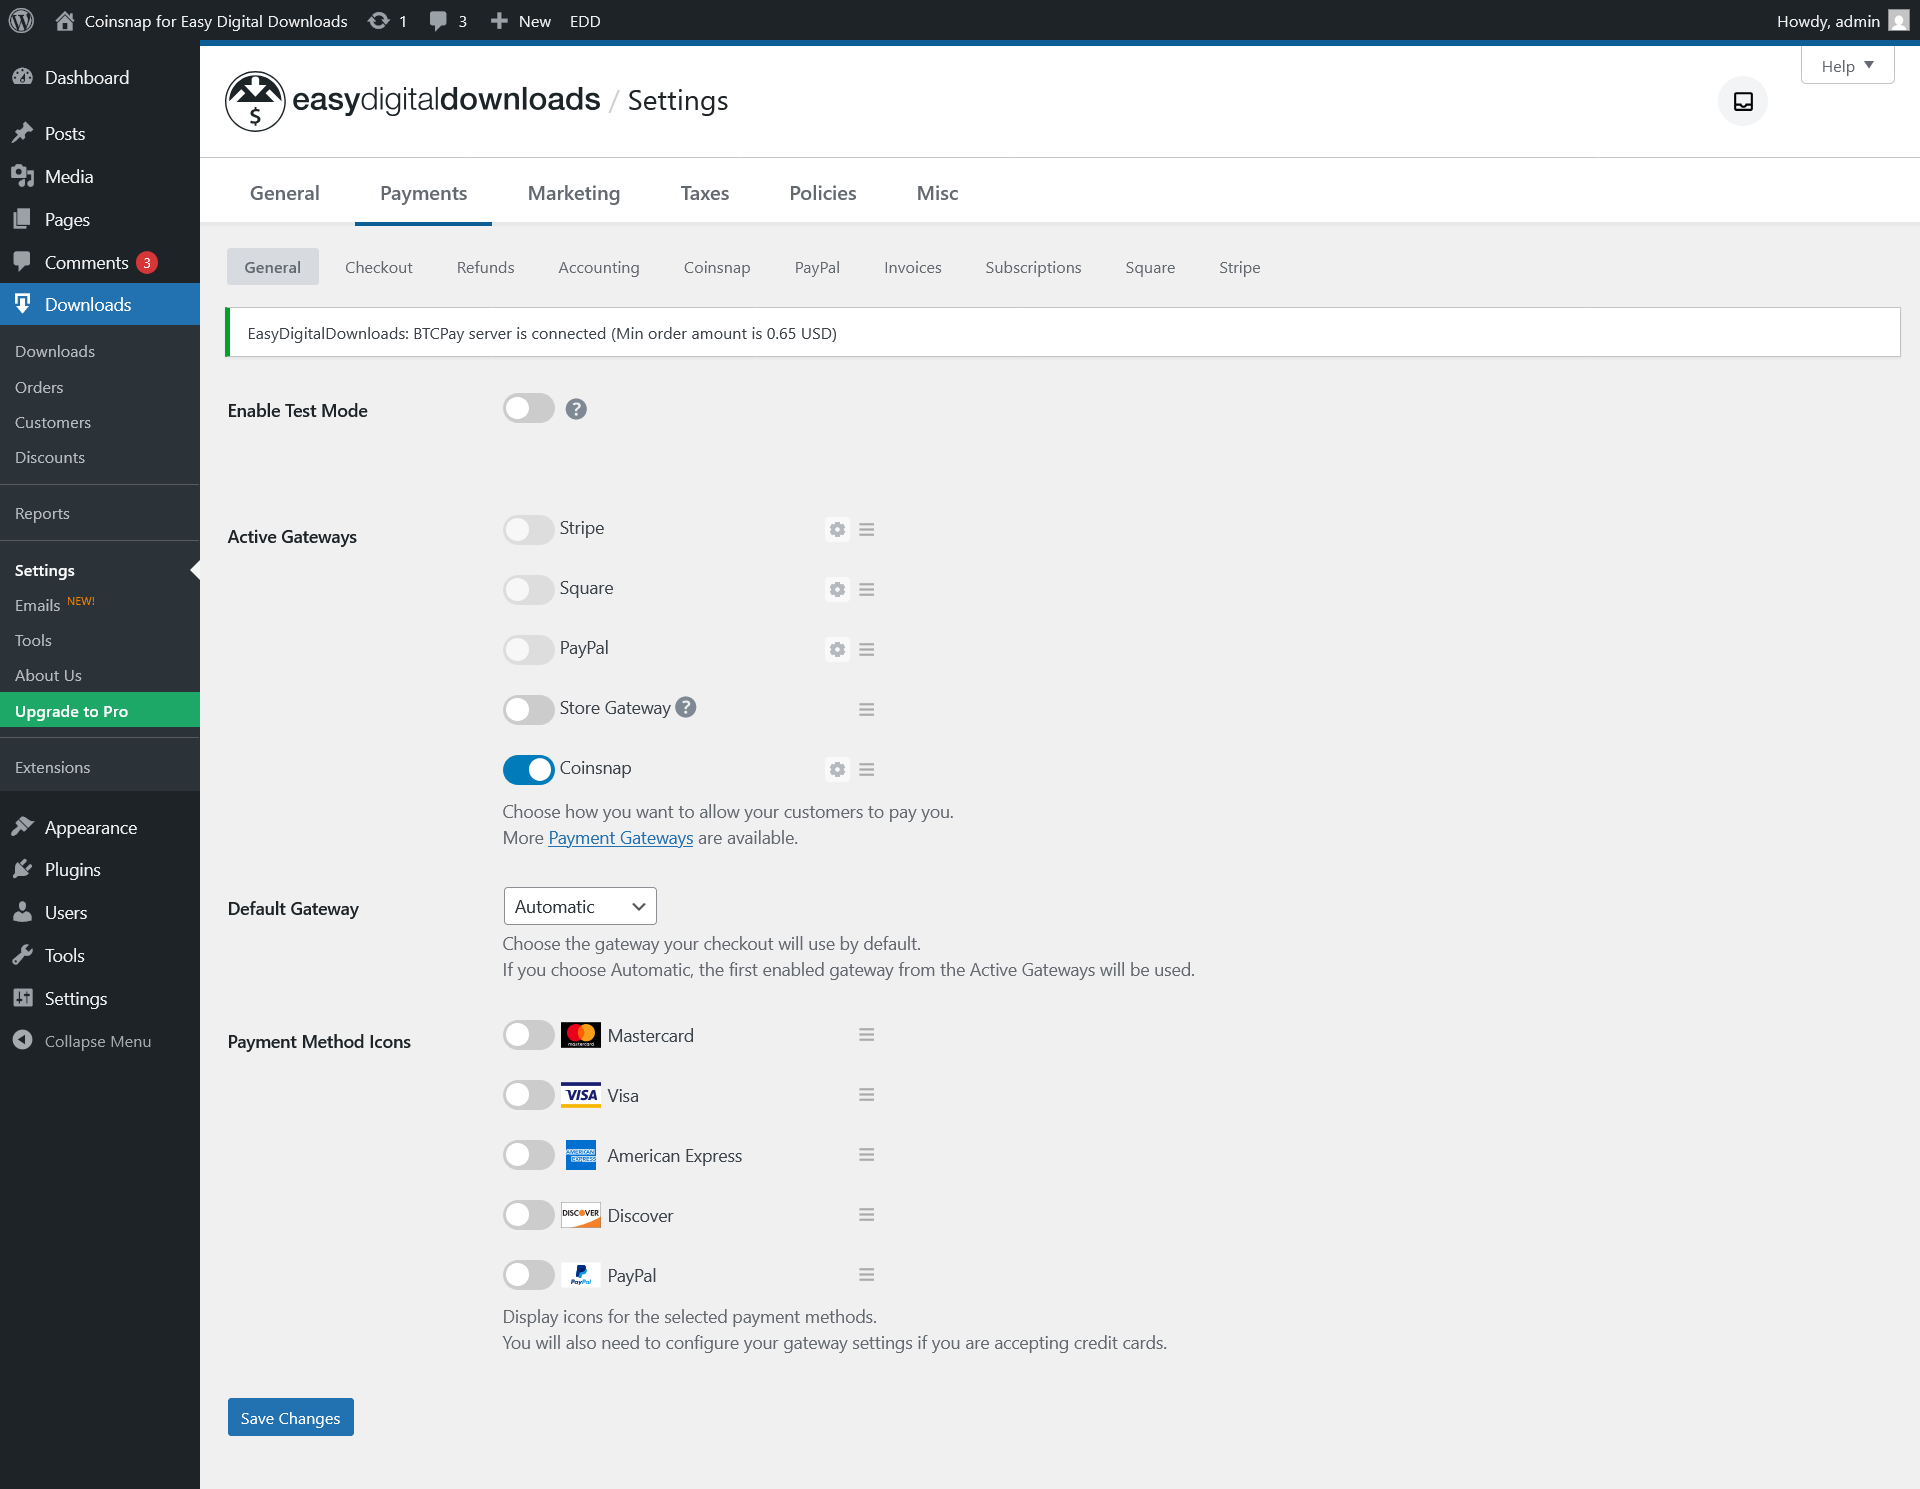 Coinsnap for Easy Digital Downloads 1 3 New EDD Howdy, admin
Dashboard
Posts
Media
Pages
Comments 3
Downloads
Downloads
Orders
Customers
Discounts
Reports
Settings
Emails NEW!
Tools
About Us
Upgrade to Pro
Extensions
Appearance
Plugins
Users
Tools
Settings
Collapse Menu
$ easydigitaldownloads / Settings
Help
General Payments Marketing Taxes Policies Misc
General Checkout Refunds Accounting Coinsnap PayPal Invoices Subscriptions Square Stripe
EasyDigitalDownloads: BTCPay server is connected (Min order amount is 0.65 USD)
Enable Test Mode ?
Active Gateways
Stripe
Square
PayPal
Store Gateway ?
Coinsnap
Choose how you want to allow your customers to pay you.
More Payment Gateways are available.
Default Gateway
Automatic
Choose the gateway your checkout will use by default.
If you choose Automatic, the first enabled gateway from the Active Gateways will be used.
Payment Method Icons
mastercard Mastercard
VISA Visa
AMERICAN EXPRESS American Express
DISCOVER Discover
PayPal PayPal
Display icons for the selected payment methods.
You will also need to configure your gateway settings if you are accepting credit cards.
Save Changes